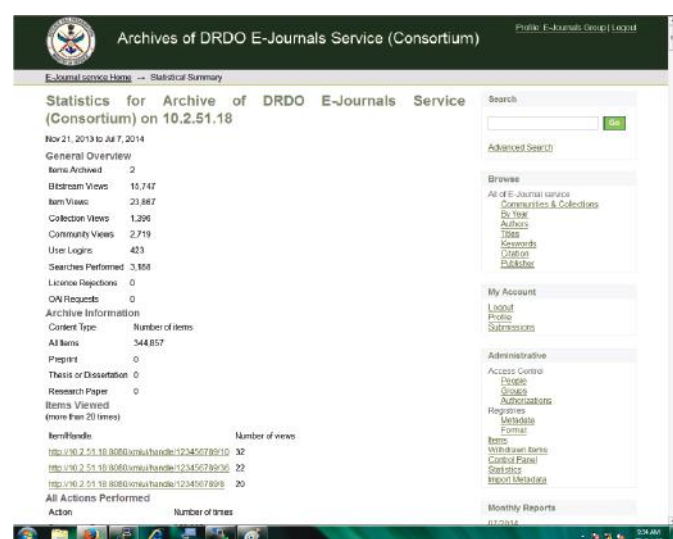 Archives of DRDO E-Journals Service (Consortium)
Profile: E-Journals Group | Logout
E-Journal service Home → Statistical Summary
Statistics for Archive of DRDO E-Journals Service
(Consortium) on 10.2.51.18
Nov 21, 2013 to Jul 7, 2014
General Overview
Items Archived 2
Bitstream Views 15,747
Item Views 23,867
Collection Views 1,396
Community Views 2,719
User Logins 423
Searches Performed 3,188
Licence Rejections 0
OAI Requests 0
Archive Information
Content Type Number of items
All Items 344,857
Preprint 0
Thesis or Dissertation 0
Research Paper 0
Items Viewed
(more than 20 times)
Item/Handle Number of views
http://10.2.51.18:8080/xmlui/handle/123456789/10 32
http://10.2.51.18:8080/xmlui/handle/123456789/36 22
http://10.2.51.18:8080/xmlui/handle/123456789/8 20
All Actions Performed
Action Number of times
Search
Go
Advanced Search
Browse
All of E-Journal service
Communities & Collections
By Year
Authors
Titles
Keywords
Citation
Publisher
My Account
Logout
Profile
Submissions
Administrative
Access Control
People
Groups
Authorizations
Registries
Metadata
Format
Items
Withdrawn Items
Control Panel
Statistics
Import Metadata
Monthly Reports
07/2014